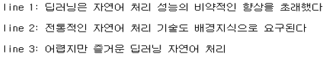 line 1: 딥러닝은 자연어 처리 성능의 비약적인 향상을 초래했다
line 2: 전통적인 자연어 처리 기술도 배경지식으로 요구된다
line 3: 어렵지만 즐거운 딥러닝 자연어 처리